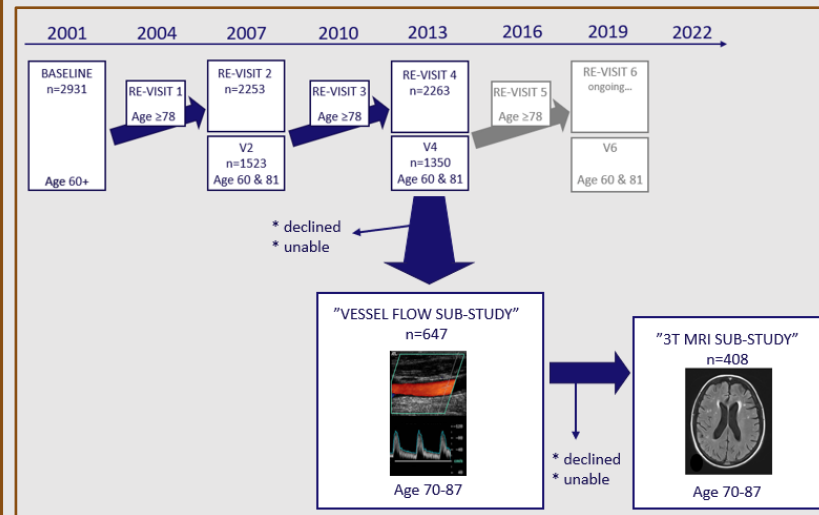 2001 2004 2007 2010 2013 2016 2019 2022
BASELINE
n=2931
Age 60+
RE-VISIT 1
Age ≥78
RE-VISIT 2
n=2253
V2
n=1523
Age 60 & 81
RE-VISIT 3
Age ≥78
RE-VISIT 4
n=2263
V4
n=1350
Age 60 & 81
RE-VISIT 5
Age ≥78
RE-VISIT 6
ongoing...
V6
Age 60 & 81
* declined
* unable
"VESSEL FLOW SUB-STUDY"
n=647
Age 70-87
* declined
* unable
"3T MRI SUB-STUDY"
n=408
Age 70-87